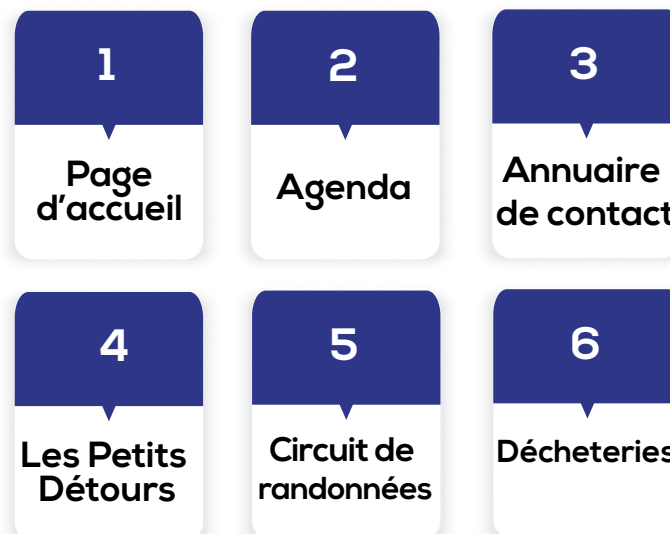 1
Page
d'accueil
2
Agenda
3
Annuaire
de contact
4
Les Petits
Détours
5
Circuit de
randonnées
6
Décheteries